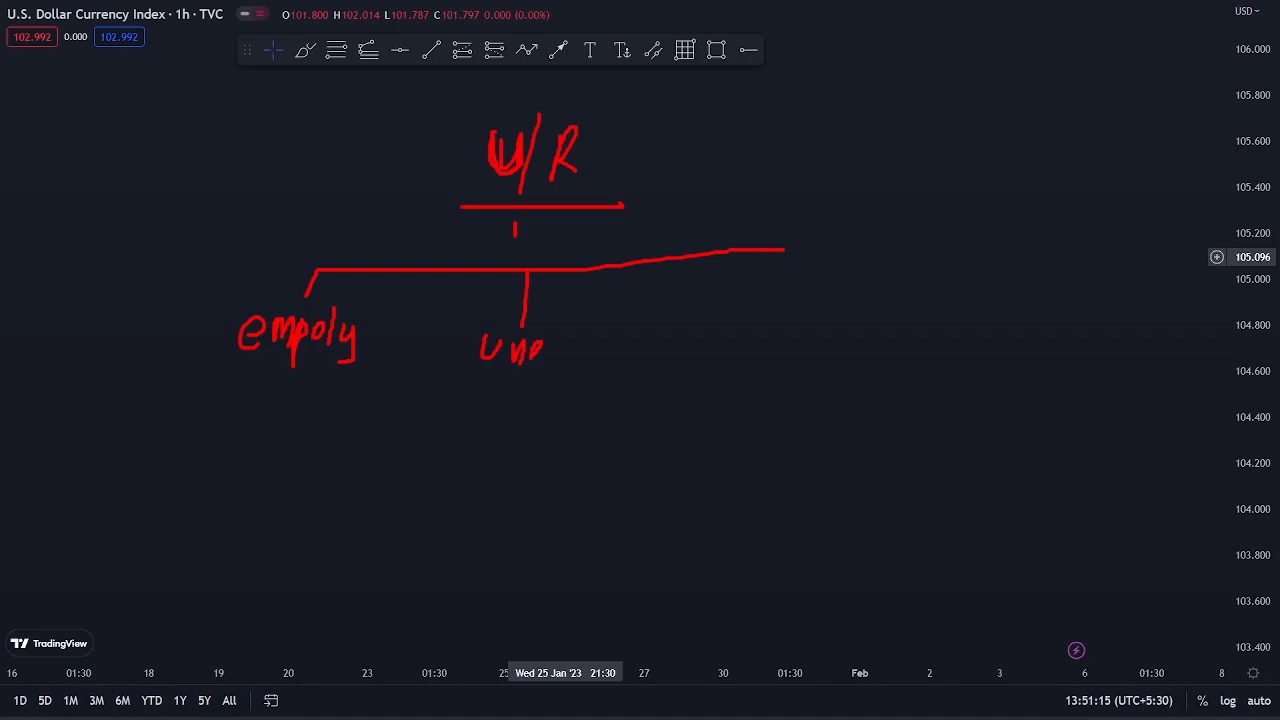 U.S. Dollar Currency Index · 1h · TVC O101.800 H102.014 L101.787 C101.797 0.000 (0.00%)
USD
102.992 0.000 102.992
106.000
105.800
U/R
105.600
105.400
105.200
105.096
105.000
empoly
une
104.800
104.600
104.400
104.200
104.000
103.800
103.600
TradingView
103.400
16 01:30 18 19 20 01:30 23 01:30 25 Wed 25 Jan '23 21:30 27 30 01:30 Feb 2 3 01:30 6 01:30 8
1D 5D 1M 3M 6M YTD 1Y 5Y All 13:51:15 (UTC+5:30) % log auto